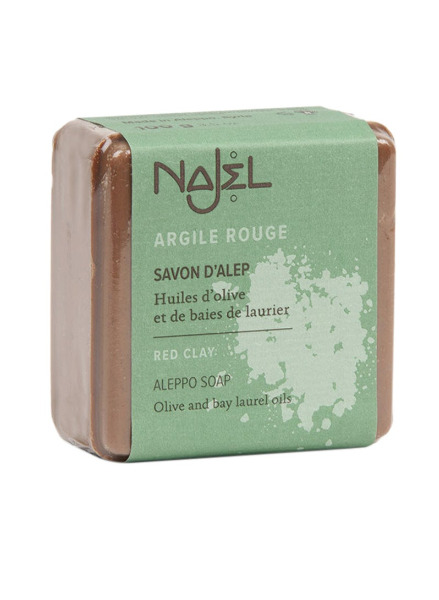 100 g
NAJEL
ARGILE ROUGE
SAVON D'ALEP
Huiles d'olive
et de baies de laurier
RED CLAY
ALEPPO SOAP
Olive and bay laurel oils